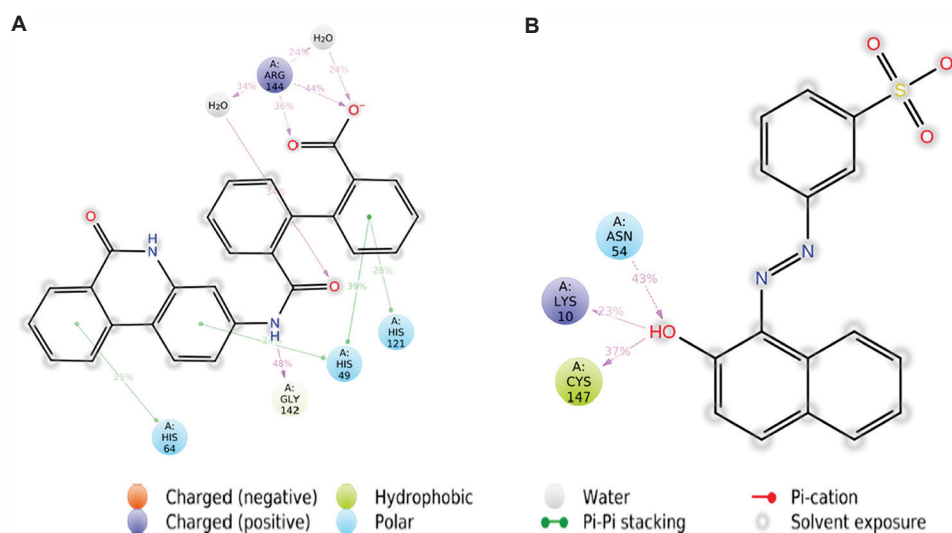 A
B
H₂O
24%
A:
ARG
144
24%
34%
44%
H₂O
36%
O⁻
O
O
H
N
O
39%
28%
N
H
A:
HIS
121
A:
HIS
49
48%
A:
GLY
142
25%
A:
HIS
64
O
O
S
O
A:
ASN
54
N
N
43%
A:
LYS
10
23%
HO
37%
A:
CYS
147
Charged (negative)
Hydrophobic
Water
Pi-cation
Charged (positive)
Polar
Pi-Pi stacking
Solvent exposure